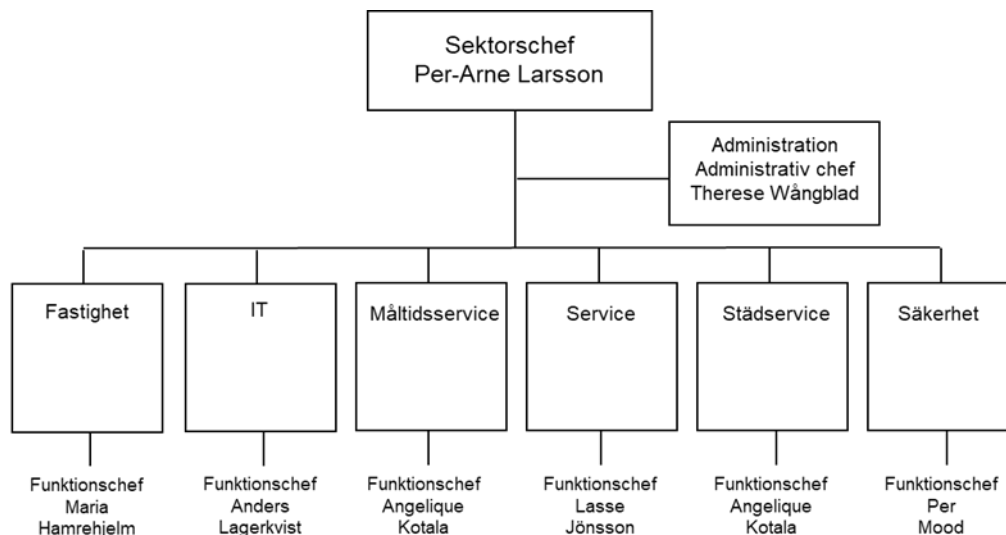 Sektorschef
Per-Arne Larsson
Administration
Administrativ chef
Therese Wångblad
Fastighet
IT
Måltidsservice
Service
Städservice
Säkerhet
Funktionschef
Maria
Hamrehjelm
Funktionschef
Anders
Lagerkvist
Funktionschef
Angelique
Kotala
Funktionschef
Lasse
Jönsson
Funktionschef
Angelique
Kotala
Funktionschef
Per
Mood